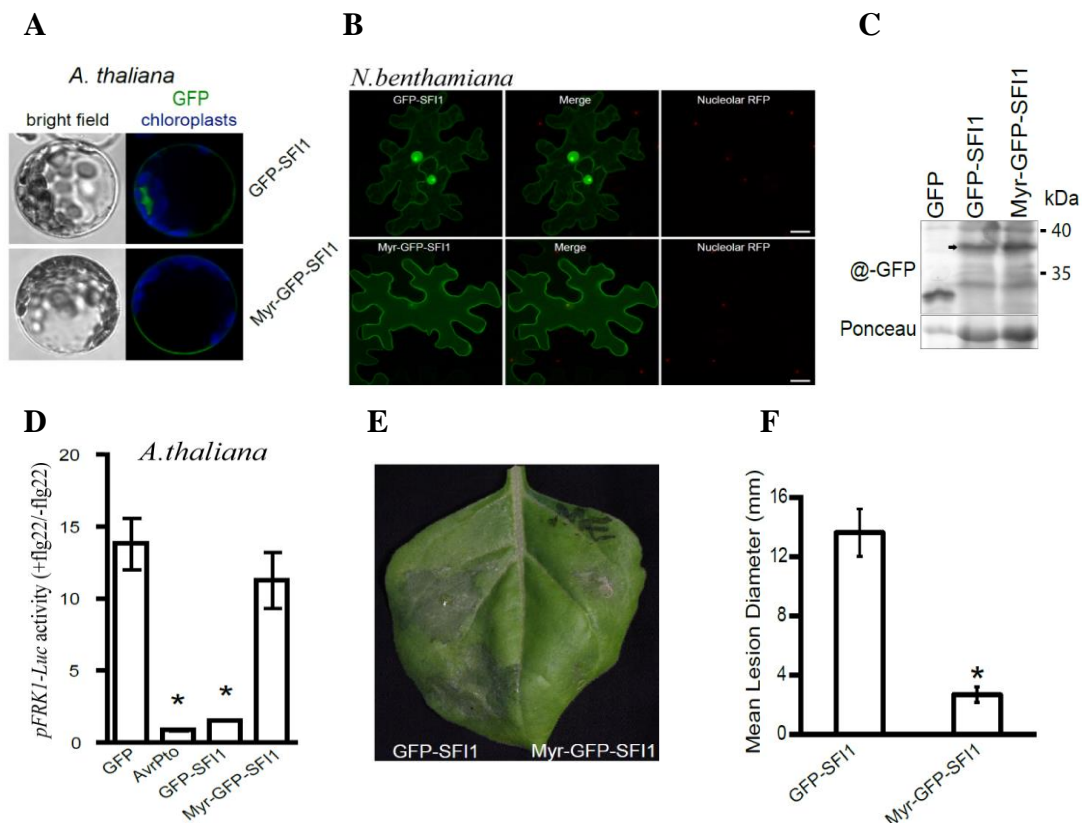 A
A. thaliana
GFP
bright field chloroplasts
GFP-SFI1
Myr-GFP-SFI1
B
N.benthamiana
GFP-SFI1 Merge Nucleolar RFP
Myr-GFP-SFI1 Merge Nucleolar RFP
C
GFP
GFP-SFI1
Myr-GFP-SFI1
kDa
40
35
@-GFP
Ponceau
D
A.thaliana
pFRK1-Luc activity (+flg22/-flg22)
20
15
10
5
0
* *
GFP
AvrPto
GFP-SFI1
Myr-GFP-SFI1
E
GFP-SFI1 Myr-GFP-SFI1
F
Mean Lesion Diameter (mm)
16
12
8
4
0
*
GFP-SFI1
Myr-GFP-SFI1